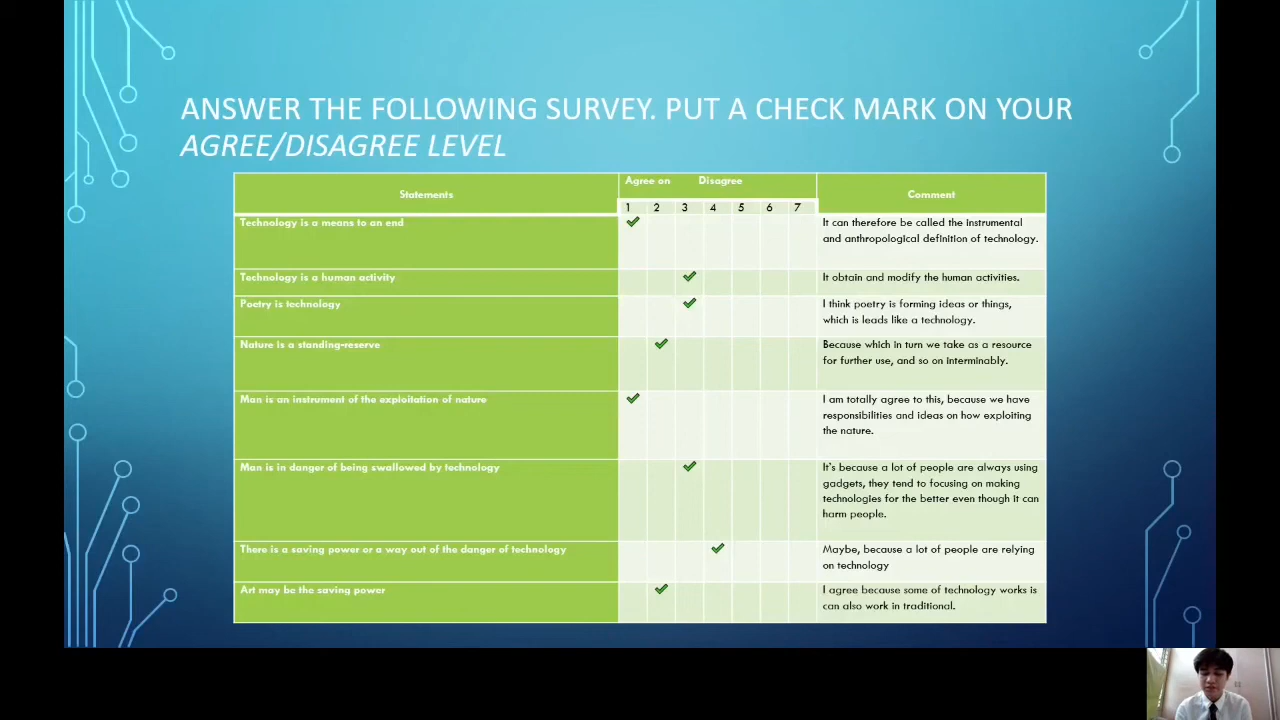 ANSWER THE FOLLOWING SURVEY. PUT A CHECK MARK ON YOUR
AGREE/DISAGREE LEVEL
Statements
Agree on Disagree
Comment
1 2 3 4 5 6 7
Technology is a means to an end
It can therefore be called the instrumental
and anthropological definition of technology.
Technology is a human activity
It obtain and modify the human activities.
Poetry is technology
I think poetry is forming ideas or things,
which is leads like a technology.
Nature is a standing-reserve
Because which in turn we take as a resource
for further use, and so on interminably.
Man is an instrument of the exploitation of nature
I am totally agree to this, because we have
responsibilities and ideas on how exploiting
the nature.
Man is in danger of being swallowed by technology
It's because a lot of people are always using
gadgets, they tend to focusing on making
technologies for the better even though it can
harm people.
There is a saving power or a way out of the danger of technology
Maybe, because a lot of people are relying
on technology
Art may be the saving power
I agree because some of technology works is
can also work in traditional.